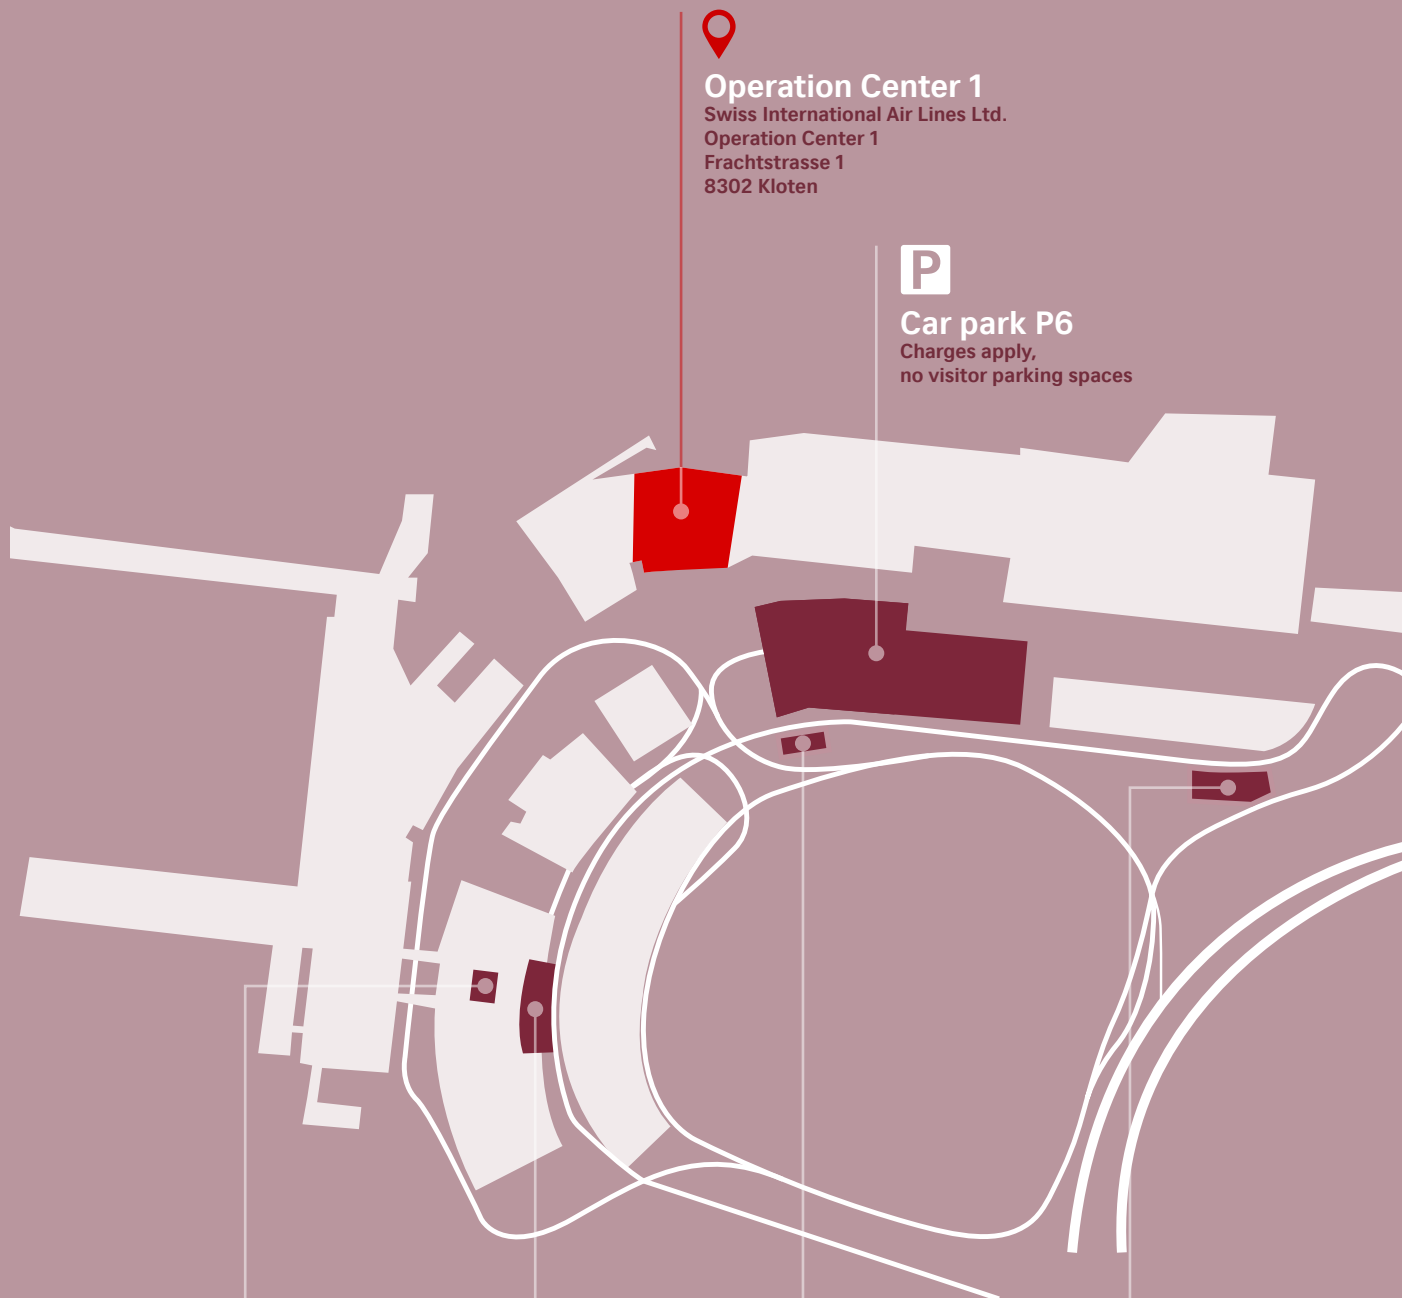 Operation Center 1
Swiss International Air Lines Ltd.
Operation Center 1
Frachtstrasse 1
8302 Kloten
P
Car park P6
Charges apply,
no visitor parking spaces